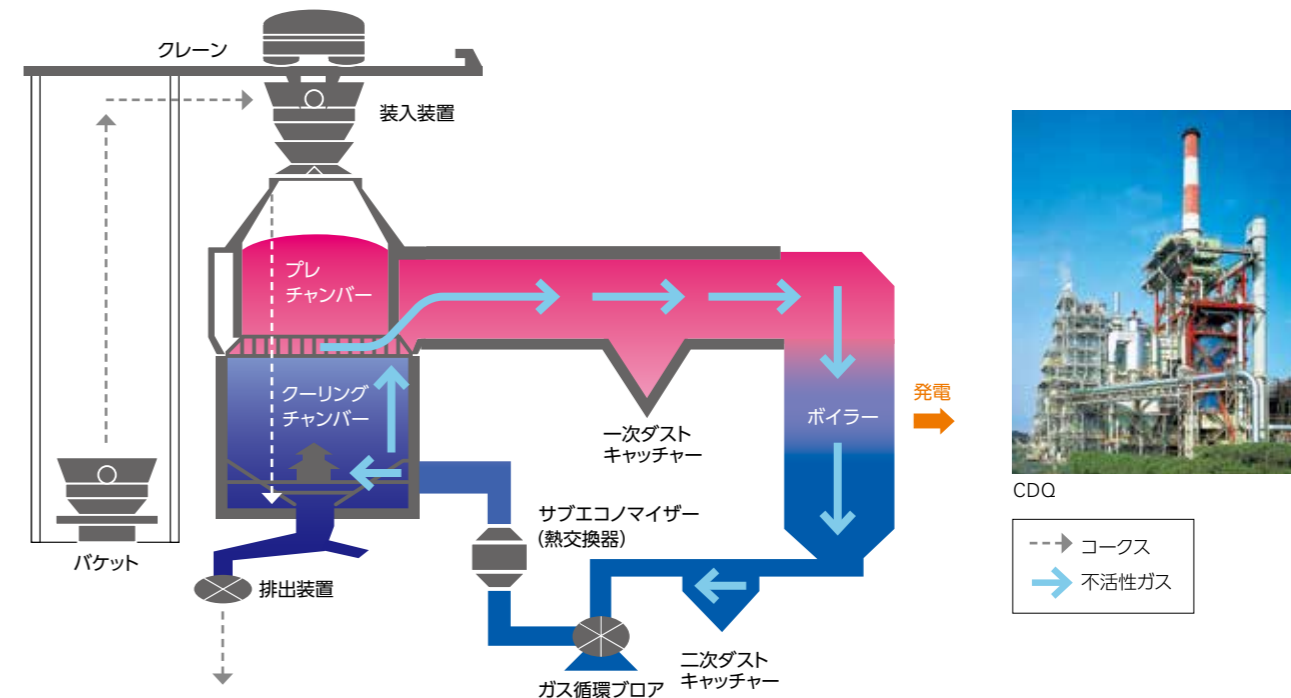 クレーン
装入装置
プレ
チャンバー
クーリング
チャンバー
一次ダスト
キャッチャー
ボイラー
発電
サブエコノマイザー
(熱交換器)
バケット
排出装置
ガス循環ブロア
二次ダスト
キャッチャー
CDQ
コークス
不活性ガス